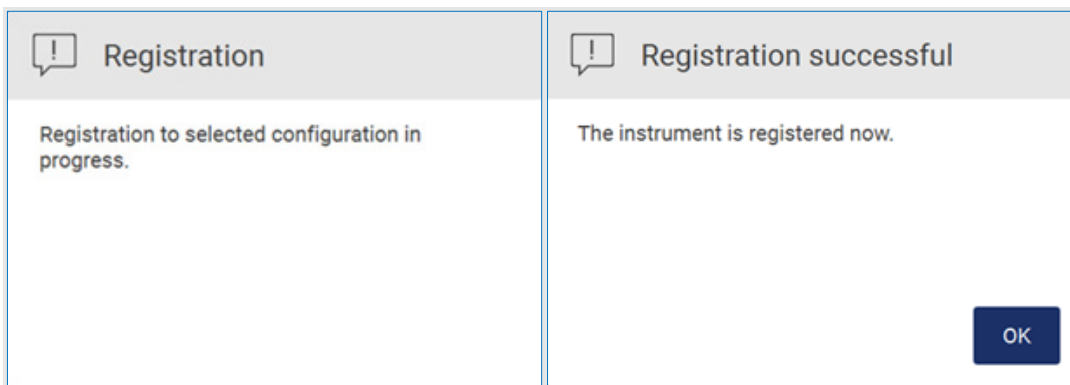 Registration
Registration to selected configuration in
progress.
Registration successful
The instrument is registered now.
OK